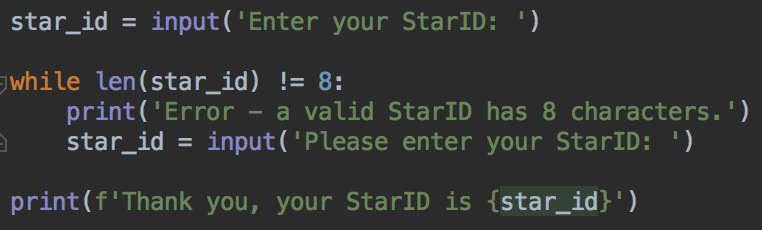 star_id = input('Enter your StarID: ')
while len(star_id) != 8:
    print('Error – a valid StarID has 8 characters.')
    star_id = input('Please enter your StarID: ')
print(f'Thank you, your StarID is {star_id}')